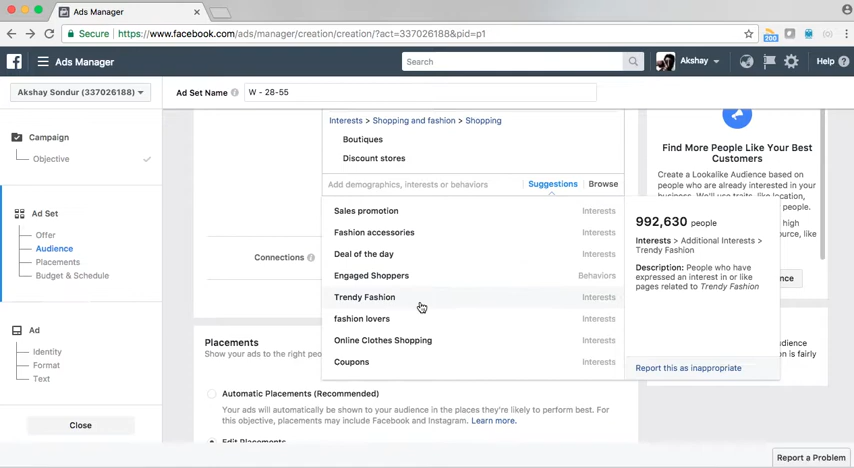 Ads Manager
Secure https://www.facebook.com/ads/manager/creation/creation/?act=337026188&pid=p1
200
Ads Manager
Search
Akshay
Help
Akshay Sondur (337026188)
Ad Set Name
W - 28-55
Campaign
Objective
Ad Set
Offer
Audience
Placements
Budget & Schedule
Ad
Identity
Format
Text
Close
Interests > Shopping and fashion > Shopping
Boutiques
Discount stores
Add demographics, interests or behaviors
Suggestions
Browse
Sales promotion Interests
Fashion accessories Interests
Deal of the day Interests
Engaged Shoppers Behaviors
Trendy Fashion Interests
fashion lovers Interests
Online Clothes Shopping Interests
Coupons Interests
Connections
992,630 people
Interests > Additional Interests >
Trendy Fashion
Description: People who have
expressed an interest in or like
pages related to Trendy Fashion
Report this as inappropriate
Find More People Like Your Best
Customers
Create a Lookalike Audience based on
people who are already interested in your
Placements
Show your ads to the right peo
Automatic Placements (Recommended)
Your ads will automatically be shown to your audience in the places they're likely to perform best. For
this objective, placements may include Facebook and Instagram. Learn more.
Edit Placements
Report a Problem